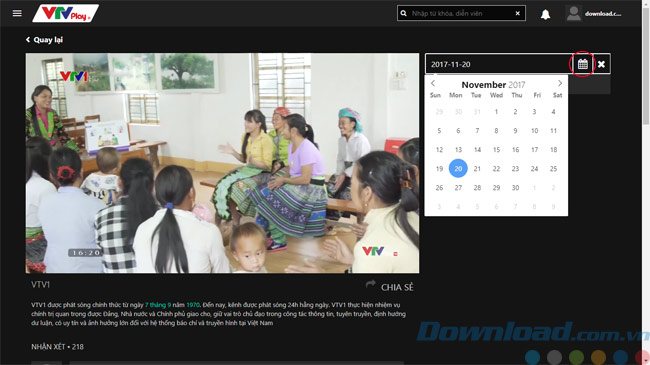 VTV Play
Nhập từ khóa, diễn viên
download.c...
Quay lại
VTV1
2017-11-20
November 2017
Sun Mon Tue Wed Thu Fri Sat
29 30 31 1 2 3 4
5 6 7 8 9 10 11
12 13 14 15 16 17 18
19 20 21 22 23 24 25
26 27 28 29 30 1 2
3 4 5 6 7 8 9
16:20
VTV
VTV1
CHIA SẺ
VTV1 được phát sóng chính thức từ ngày 7 tháng 9 năm 1970. Đến nay, kênh được phát sóng 24h hằng ngày. VTV1 thực hiện nhiệm vụ
chính trị quan trọng được Đảng, Nhà nước và Chính phủ giao cho, giữ vai trò chủ đạo trong công tác thông tin, tuyên truyền, định hướng
dư luận, có uy tín và ảnh hưởng lớn đối với hệ thống báo chí và truyền hình tại Việt Nam
NHẬN XÉT • 218
Download.com.vn